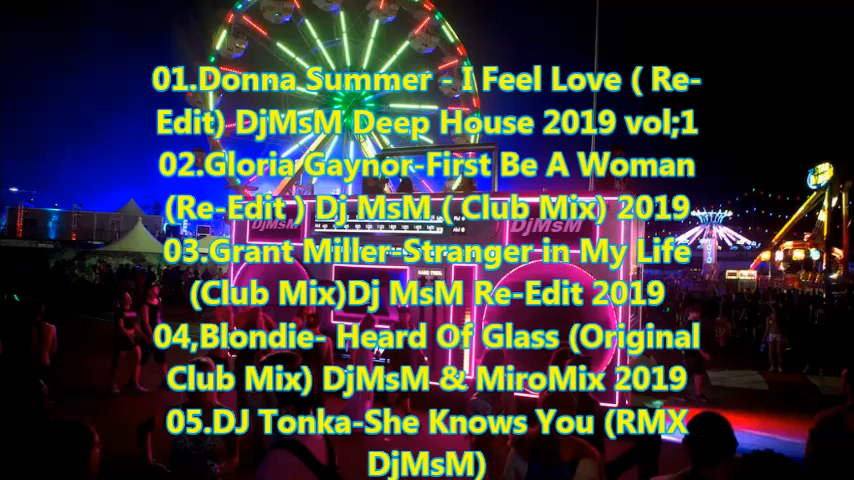 01.Donna Summer - I Feel Love ( Re-
Edit) DjMsM Deep House 2019 vol;1
02.Gloria Gaynor-First Be A Woman
(Re-Edit ) Dj MsM ( Club Mix) 2019
DjMsM
DjMsM
03.Grant Miller-Stranger in My Life
(Club Mix)Dj MsM Re-Edit 2019
04,Blondie- Heard Of Glass (Original
Club Mix) DjMsM & MiroMix 2019
05.DJ Tonka-She Knows You (RMX
DjMsM)